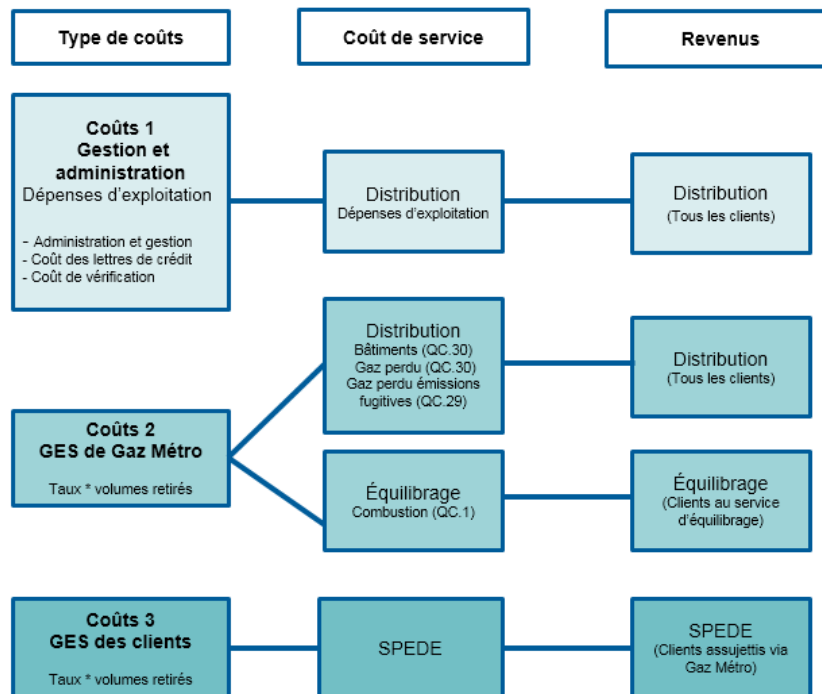 Type de coûts
Coût de service
Revenus
Coûts 1
Gestion et
administration
Dépenses d'exploitation
- Administration et gestion
- Coût des lettres de crédit
- Coût de vérification
Distribution
Dépenses d'exploitation
Distribution
(Tous les clients)
Coûts 2
GES de Gaz Métro
Taux * volumes retirés
Distribution
Bâtiments (QC.30)
Gaz perdu (QC.30)
Gaz perdu émissions
fugitives (QC.29)
Distribution
(Tous les clients)
Équilibrage
Combustion (QC.1)
Équilibrage
(Clients au service
d'équilibrage)
Coûts 3
GES des clients
Taux * volumes retirés
SPEDE
SPEDE
(Clients assujettis via
Gaz Métro)